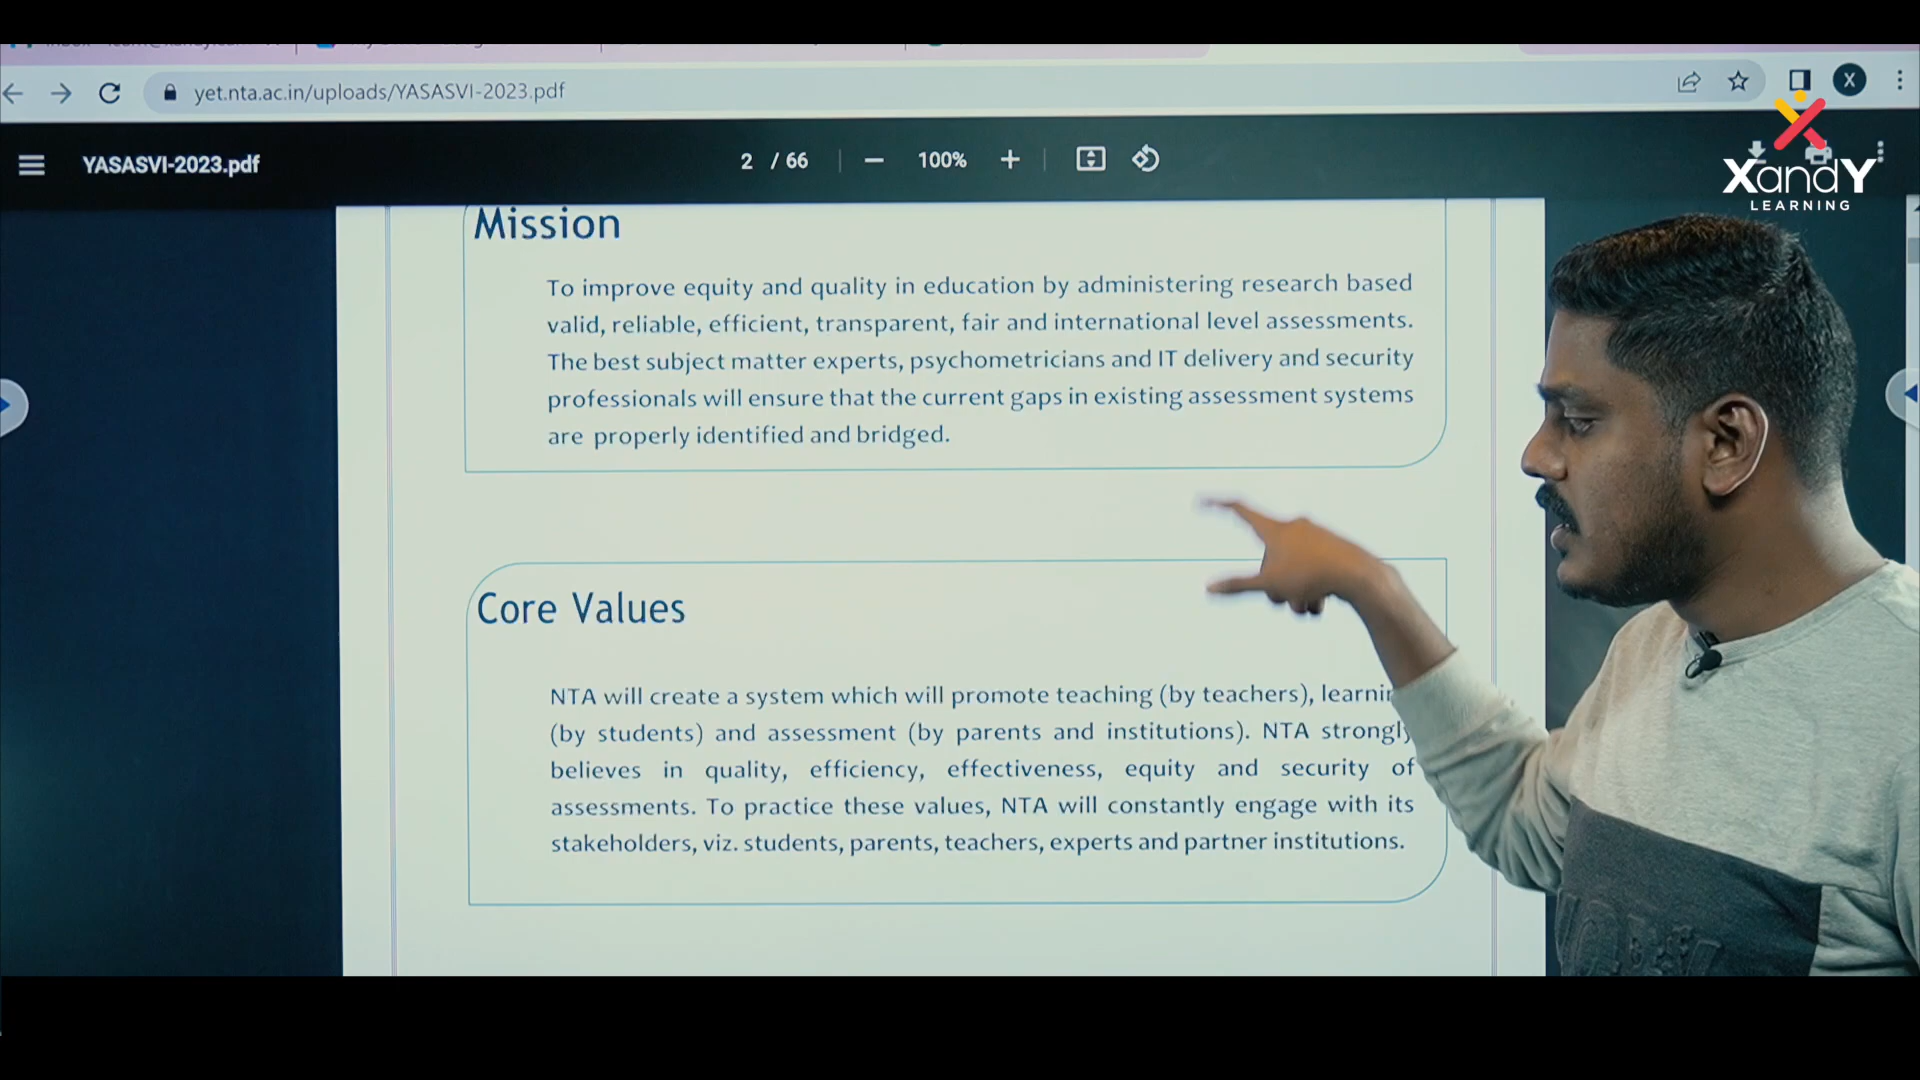 yet.nta.ac.in/uploads/YASASVI-2023.pdf
X
YASASVI-2023.pdf
2 / 66
100%
XandY
LEARNING
Mission
To improve equity and quality in education by administering research based
valid, reliable, efficient, transparent, fair and international level assessments.
The best subject matter experts, psychometricians and IT delivery and security
professionals will ensure that the current gaps in existing assessment systems
are properly identified and bridged.
Core Values
NTA will create a system which will promote teaching (by teachers), learnin
(by students) and assessment (by parents and institutions). NTA strongly
believes in quality, efficiency, effectiveness, equity and security of
assessments. To practice these values, NTA will constantly engage with its
stakeholders, viz. students, parents, teachers, experts and partner institutions.